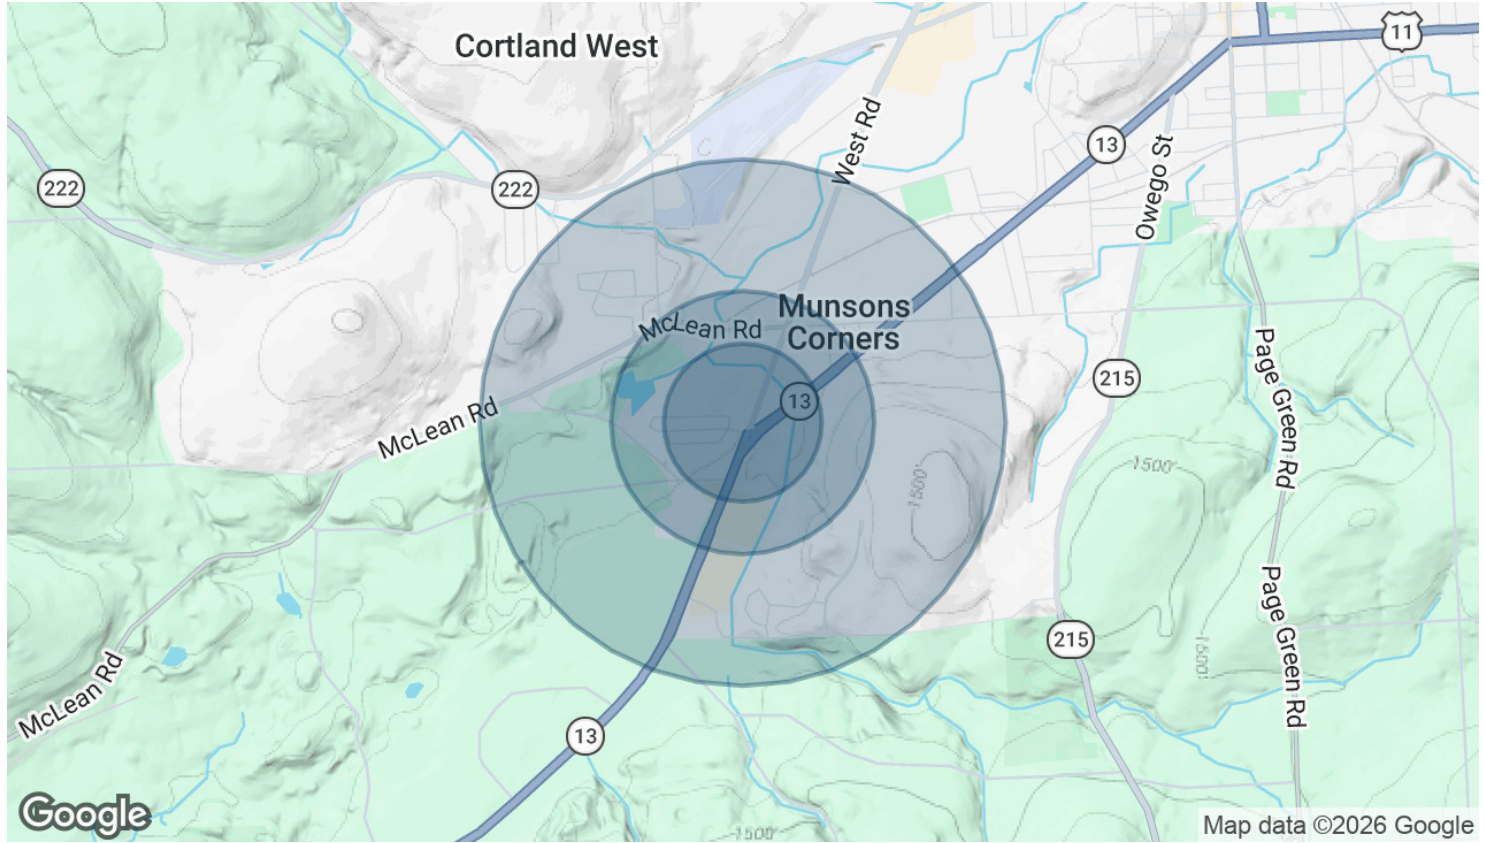 Cortland West
11
West Rd
13
Owego St
222
222
Munsons
Corners
McLean Rd
215
Page Green Rd
13
McLean Rd
1500'
1500'
Page Green Rd
215
1500'
McLean Rd
13
1500'
Google
Map data ©2026 Google